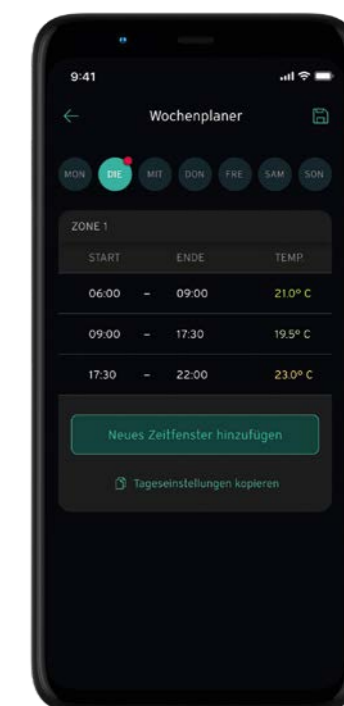 9:41
Wochenplaner
MON DIE MIT DON FRE SAM SON
ZONE 1
START ENDE TEMP.
06:00 – 09:00 21.0° C
09:00 – 17:30 19.5° C
17:30 – 22:00 23.0° C
Neues Zeitfenster hinzufügen
Tageseinstellungen kopieren